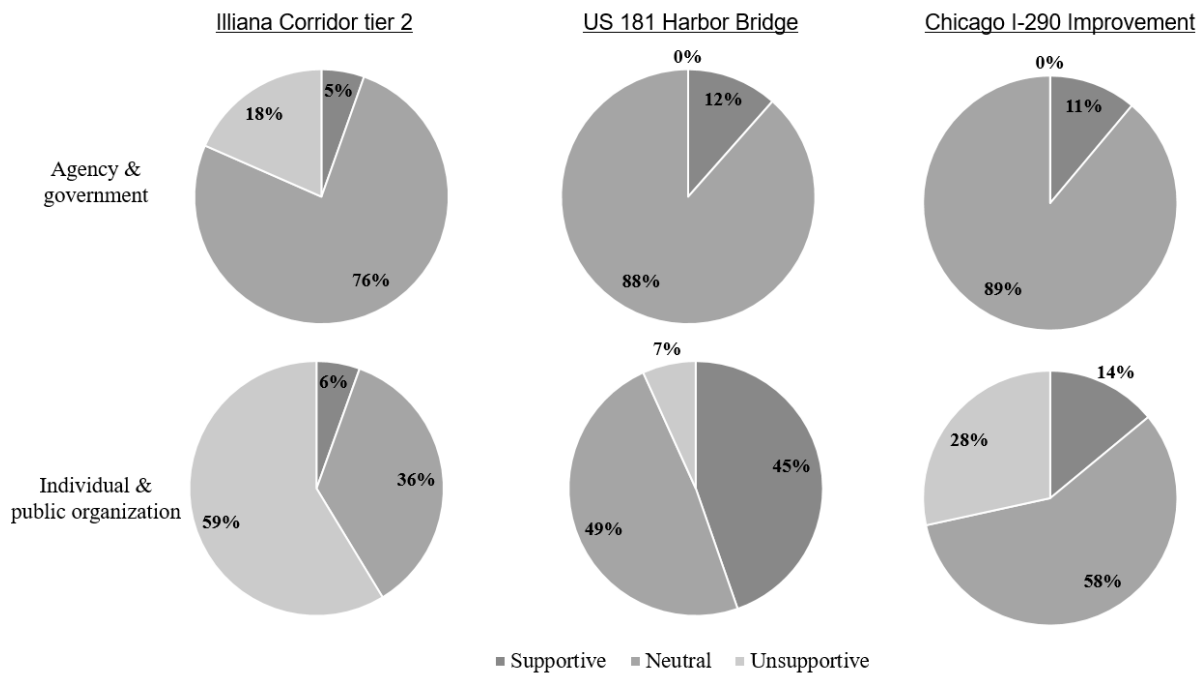 Illiana Corridor tier 2
US 181 Harbor Bridge
Chicago I-290 Improvement
Agency &
government
5%
76%
18%
0%
12%
88%
0%
11%
89%
Individual &
public organization
6%
36%
59%
7%
45%
49%
14%
58%
28%
Supportive Neutral Unsupportive